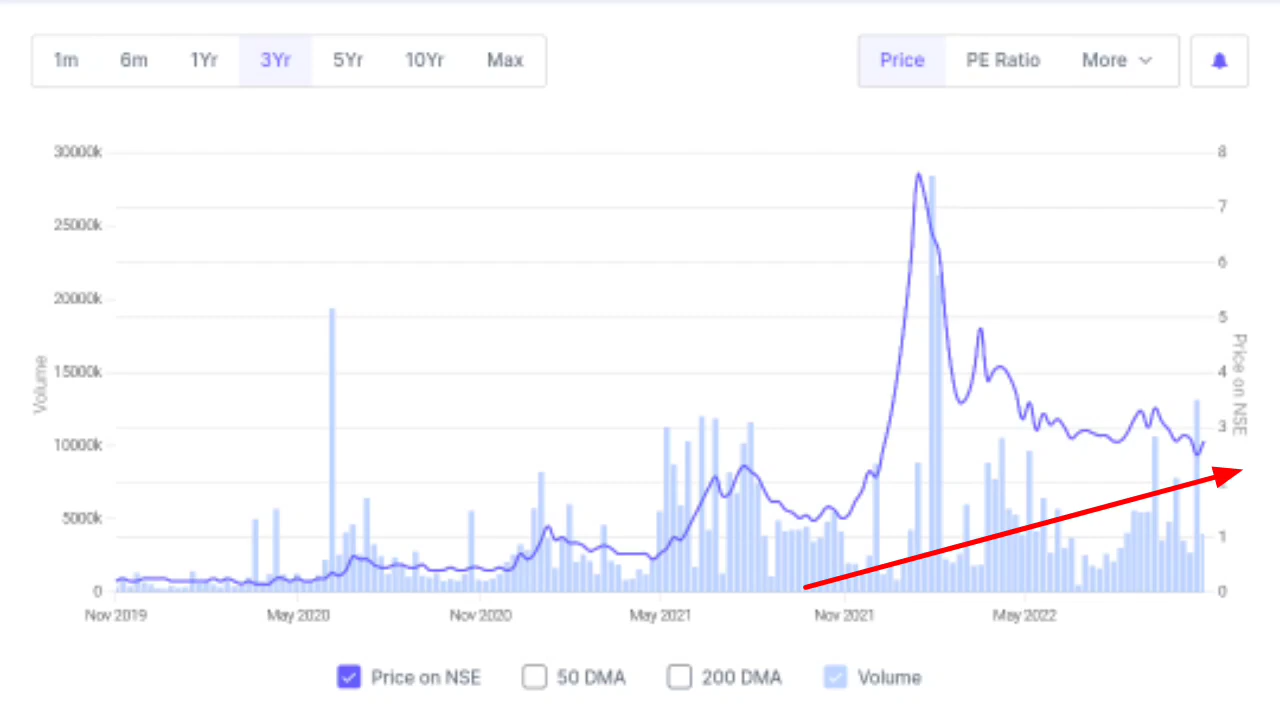 1m 6m 1Yr 3Yr 5Yr 10Yr Max Price PE Ratio More
30000k 8
7
25000k
6
20000k
5
15000k 4
Volume
Price on NSE
3
10000k
5000k
1
0 0
Nov 2019 May 2020 Nov 2020 May 2021 Nov 2021 May 2022
Price on NSE 50 DMA 200 DMA Volume